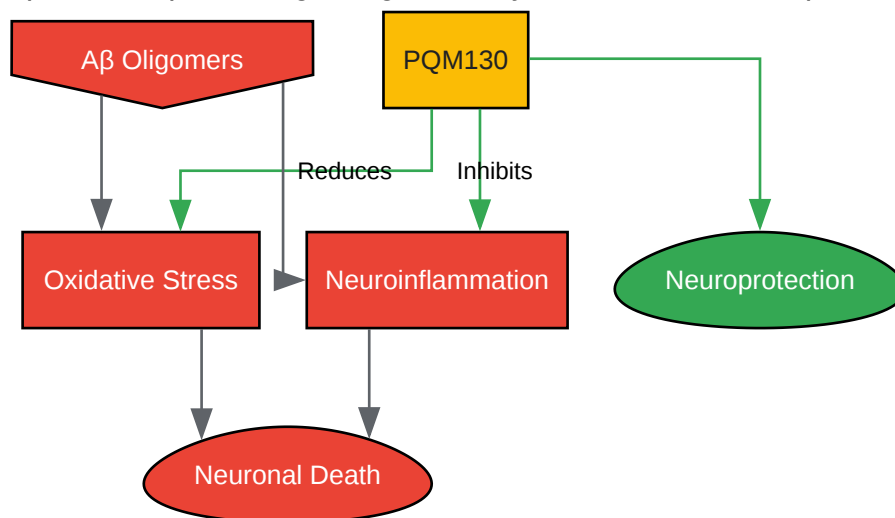 Aβ Oligomers
PQM130
Reduces
Inhibits
Oxidative Stress
Neuroinflammation
Neuroprotection
Neuronal Death